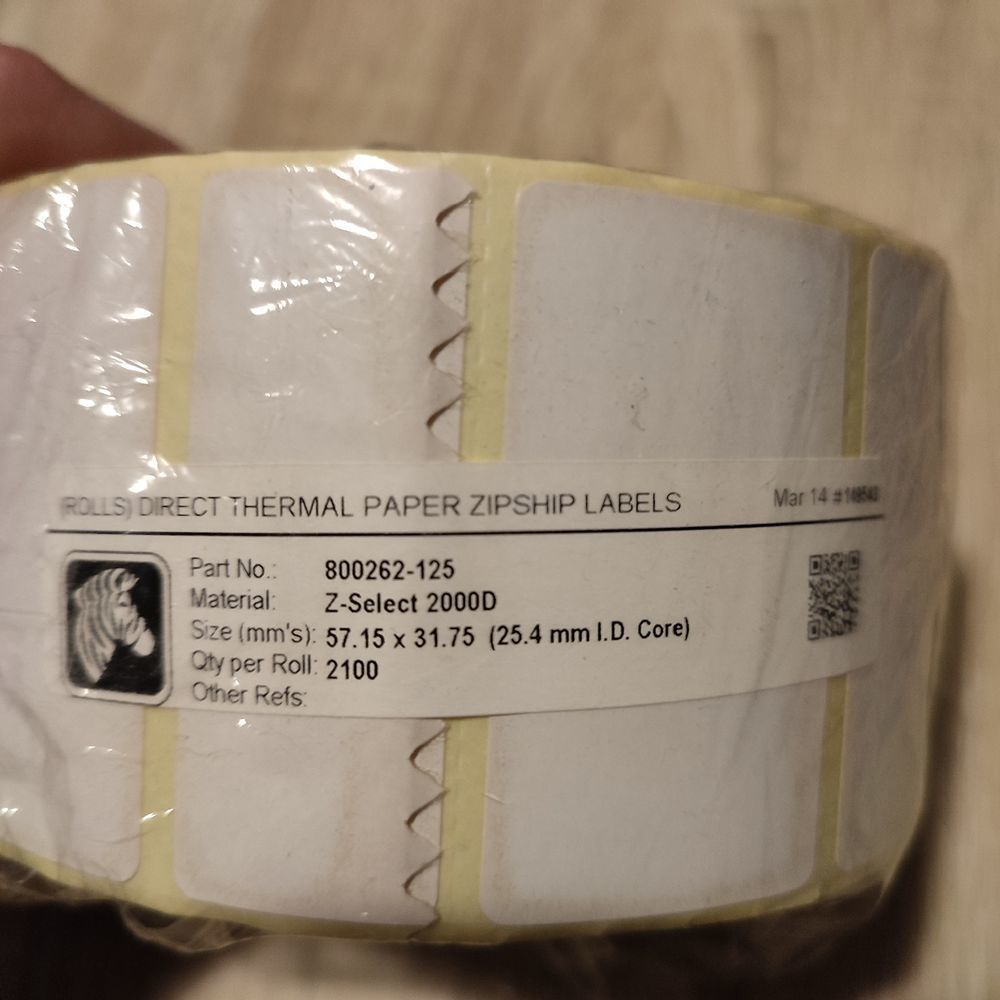 (ROLLS) DIRECT THERMAL PAPER ZIPSHIP LABELS
Mar 14
Part No.: 800262-125
Material: Z-Select 2000D
Size (mm's): 57.15 x 31.75 (25.4 mm I.D. Core)
Qty per Roll: 2100
Other Refs: